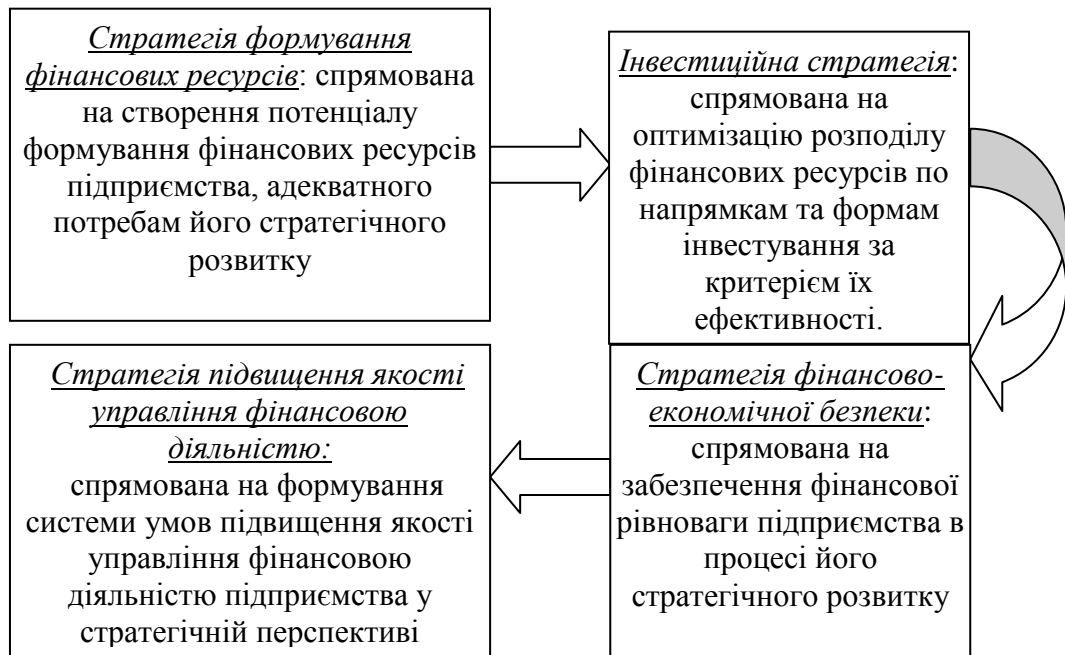 Стратегія формування
фінансових ресурсів: спрямована
на створення потенціалу
формування фінансових ресурсів
підприємства, адекватного
потребам його стратегічного
розвитку
Інвестиційна стратегія:
спрямована на
оптимізацію розподілу
фінансових ресурсів по
напрямкам та формам
інвестування за
критерієм їх
ефективності.
Стратегія фінансово-
економічної безпеки:
спрямована на
забезпечення фінансової
рівноваги підприємства в
процесі його
стратегічного розвитку
Стратегія підвищення якості
управління фінансовою
діяльністю:
спрямована на формування
системи умов підвищення якості
управління фінансовою
діяльністю підприємства у
стратегічній перспективі